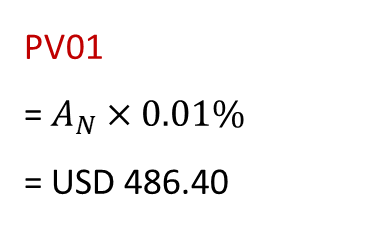 PV01
= A_N × 0.01%
= USD 486.40